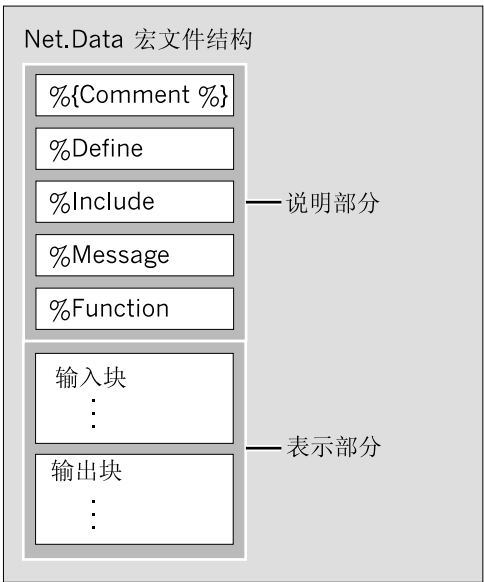 Net.Data 宏文件结构
%{Comment %}
%Define
%Include
%Message
%Function
说明部分
输入块
⋮
输出块
⋮
表示部分